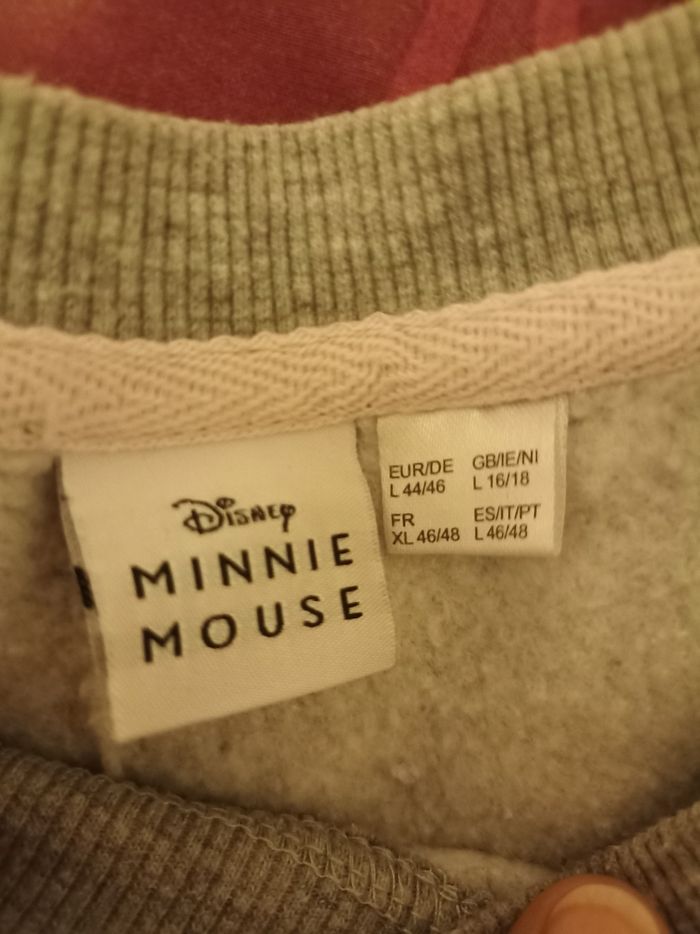 Disney
MINNIE
MOUSE
EUR/DE GB/IE/NI
L 44/46 L 16/18
FR ES/IT/PT
XL 46/48 L 46/48